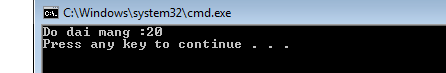 C:\Windows\system32\cmd.exe
Do dai mang :20
Press any key to continue . . .